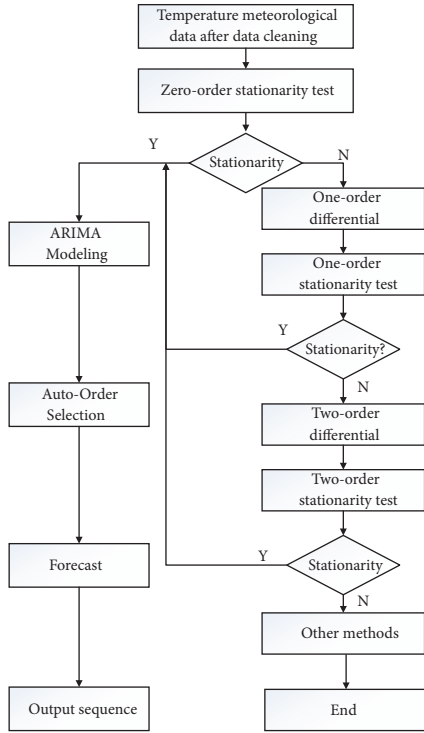 Temperature meteorological
data after data cleaning
Zero-order stationarity test
Stationarity
Y
N
One-order
differential
ARIMA
Modeling
One-order
stationarity test
Y
Stationarity?
N
Auto-Order
Selection
Two-order
differential
Two-order
stationarity test
Y
Stationarity
N
Forecast
Other methods
Output sequence
End